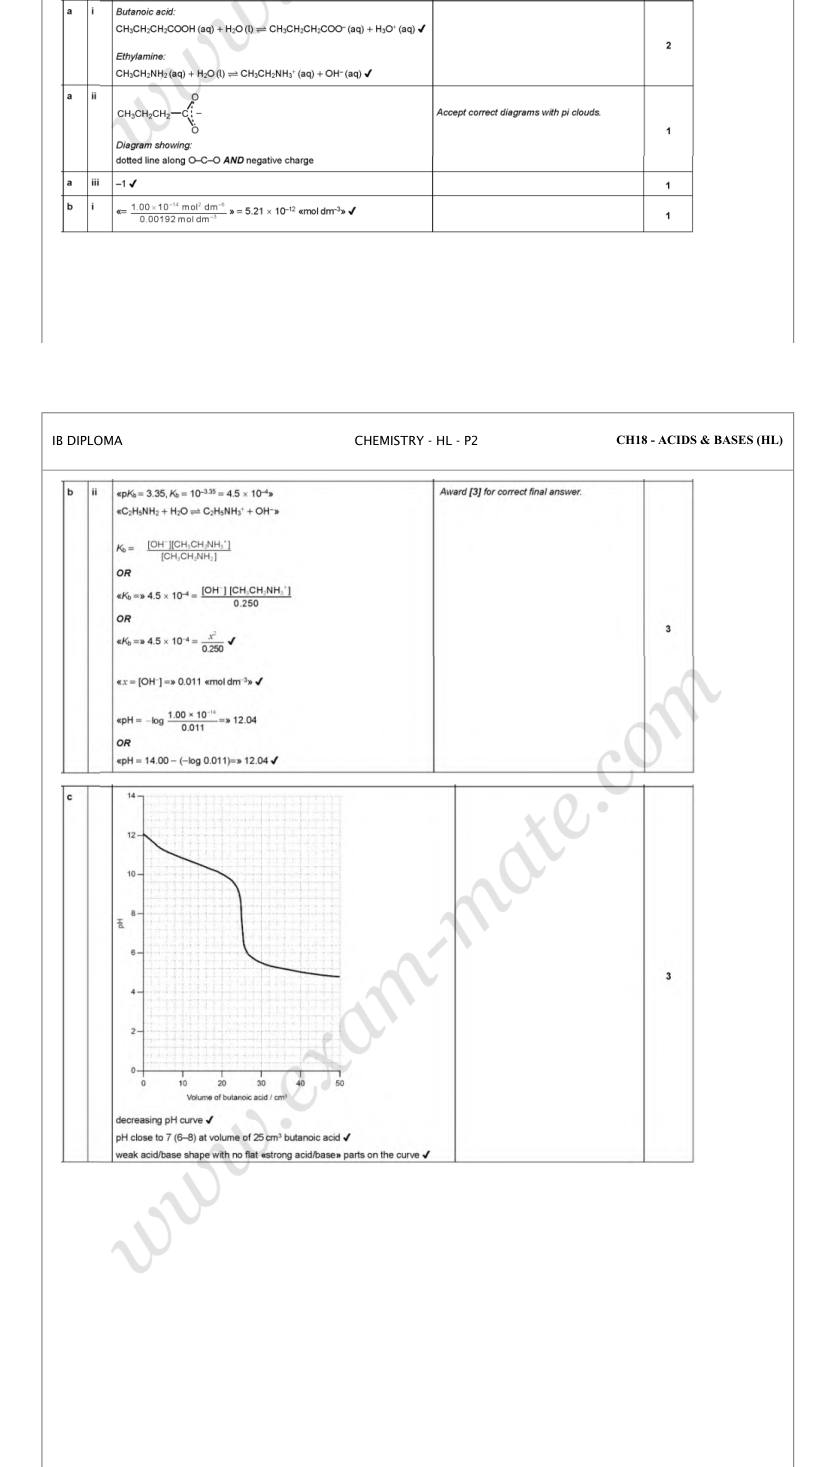 a i Butanoic acid: 2
CH₃CH₂CH₂COOH (aq) + H₂O (l) ⇌ CH₃CH₂CH₂COO⁻ (aq) + H₃O⁺ (aq) ✓
Ethylamine:
CH₃CH₂NH₂ (aq) + H₂O (l) ⇌ CH₃CH₂NH₃⁺ (aq) + OH⁻ (aq) ✓
a ii Accept correct diagrams with pi clouds. 1
O
CH₃CH₂CH₂—C –
O
Diagram showing:
dotted line along O–C–O AND negative charge
a iii –1 ✓ 1
b i «= 1.00 × 10⁻¹⁴ mol² dm⁻⁶ / 0.00192 mol dm⁻³ » = 5.21 × 10⁻¹² «mol dm⁻³» ✓ 1
IB DIPLOMA CHEMISTRY - HL - P2 CH18 - ACIDS & BASES (HL)
b ii «pK_b = 3.35, K_b = 10⁻³·³⁵ = 4.5 × 10⁻⁴» Award [3] for correct final answer. 3
«C₂H₅NH₂ + H₂O ⇌ C₂H₅NH₃⁺ + OH⁻»
K_b = [OH⁻][CH₃CH₂NH₃⁺] / [CH₃CH₂NH₂]
OR
«K_b =» 4.5 × 10⁻⁴ = [OH⁻] [CH₃CH₂NH₃⁺] / 0.250
OR
«K_b =» 4.5 × 10⁻⁴ = x² / 0.250 ✓
«x = [OH⁻] =» 0.011 «mol dm⁻³» ✓
«pH = –log 1.00 × 10⁻¹⁴ / 0.011 =» 12.04
OR
«pH = 14.00 – (–log 0.011)=» 12.04 ✓
c 3
14
12
10
8
pH
6
4
2
0
0 10 20 30 40 50
Volume of butanoic acid / cm³
decreasing pH curve ✓
pH close to 7 (6–8) at volume of 25 cm³ butanoic acid ✓
weak acid/base shape with no flat «strong acid/base» parts on the curve ✓
www.
www.exam-mate.com